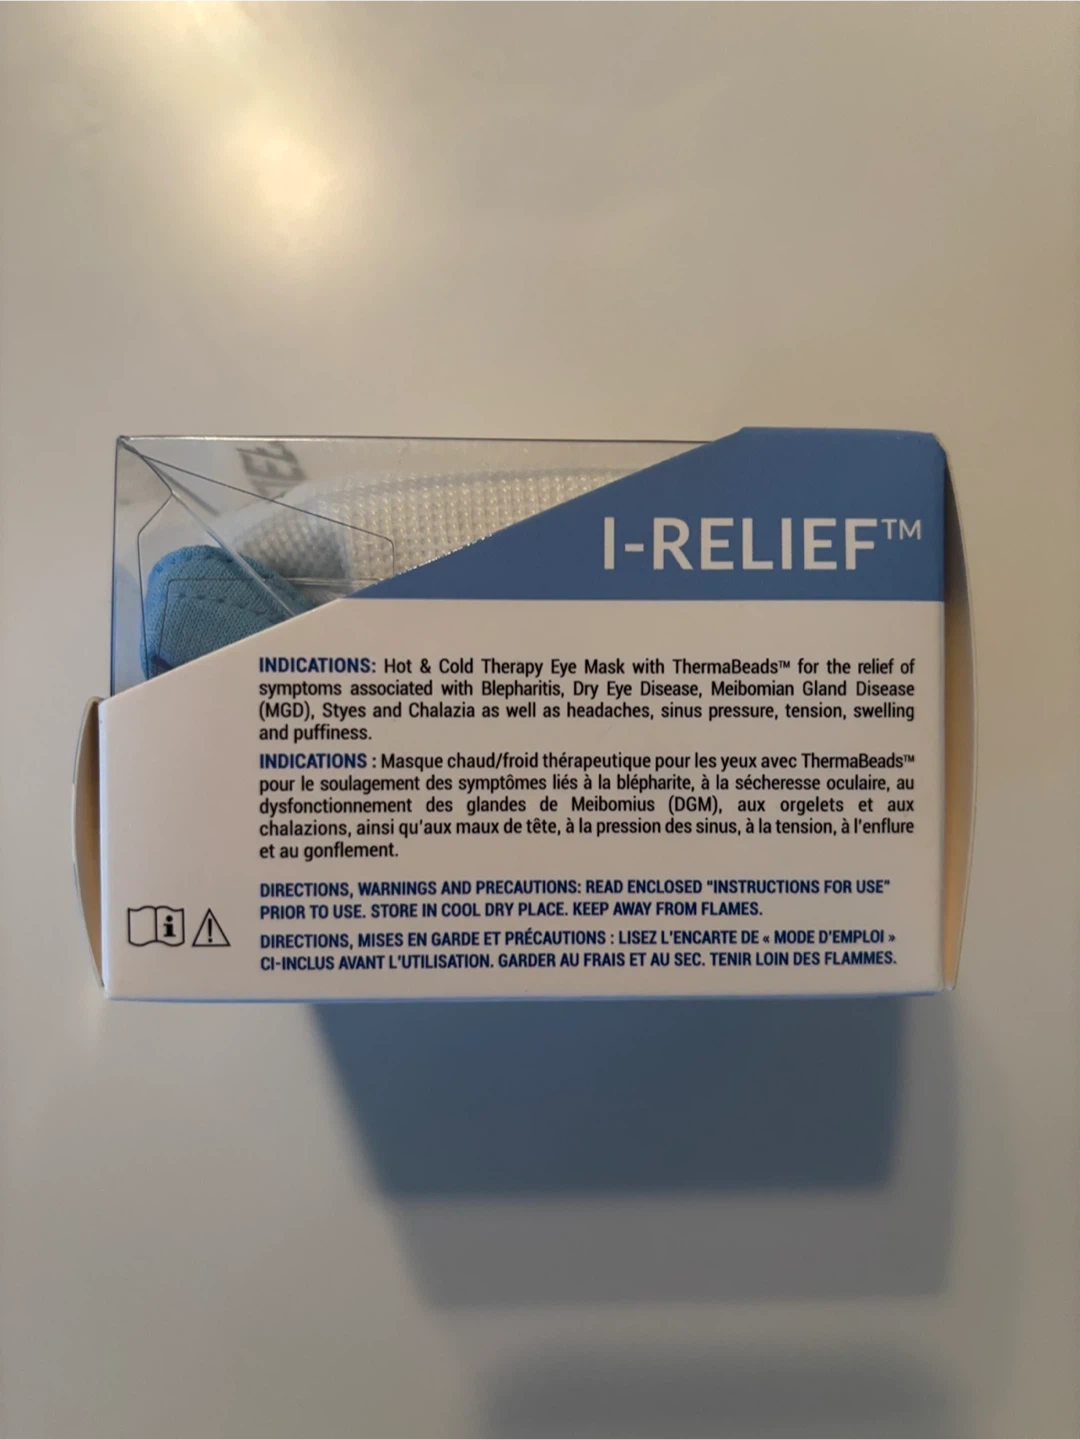 I-RELIEF™
INDICATIONS: Hot & Cold Therapy Eye Mask with ThermaBeads™ for the relief of
symptoms associated with Blepharitis, Dry Eye Disease, Meibomian Gland Disease
(MGD), Styes and Chalazia as well as headaches, sinus pressure, tension, swelling
and puffiness.
INDICATIONS : Masque chaud/froid thérapeutique pour les yeux avec ThermaBeads™
pour le soulagement des symptômes liés à la blépharite, à la sécheresse oculaire, au
dysfonctionnement des glandes de Meibomius (DGM), aux orgelets et aux
chalazions, ainsi qu'aux maux de tête, à la pression des sinus, à la tension, à l'enflure
et au gonflement.
DIRECTIONS, WARNINGS AND PRECAUTIONS: READ ENCLOSED "INSTRUCTIONS FOR USE"
PRIOR TO USE. STORE IN COOL DRY PLACE. KEEP AWAY FROM FLAMES.
DIRECTIONS, MISES EN GARDE ET PRÉCAUTIONS : LISEZ L'ENCARTE DE « MODE D'EMPLOI »
CI-INCLUS AVANT L'UTILISATION. GARDER AU FRAIS ET AU SEC. TENIR LOIN DES FLAMMES.